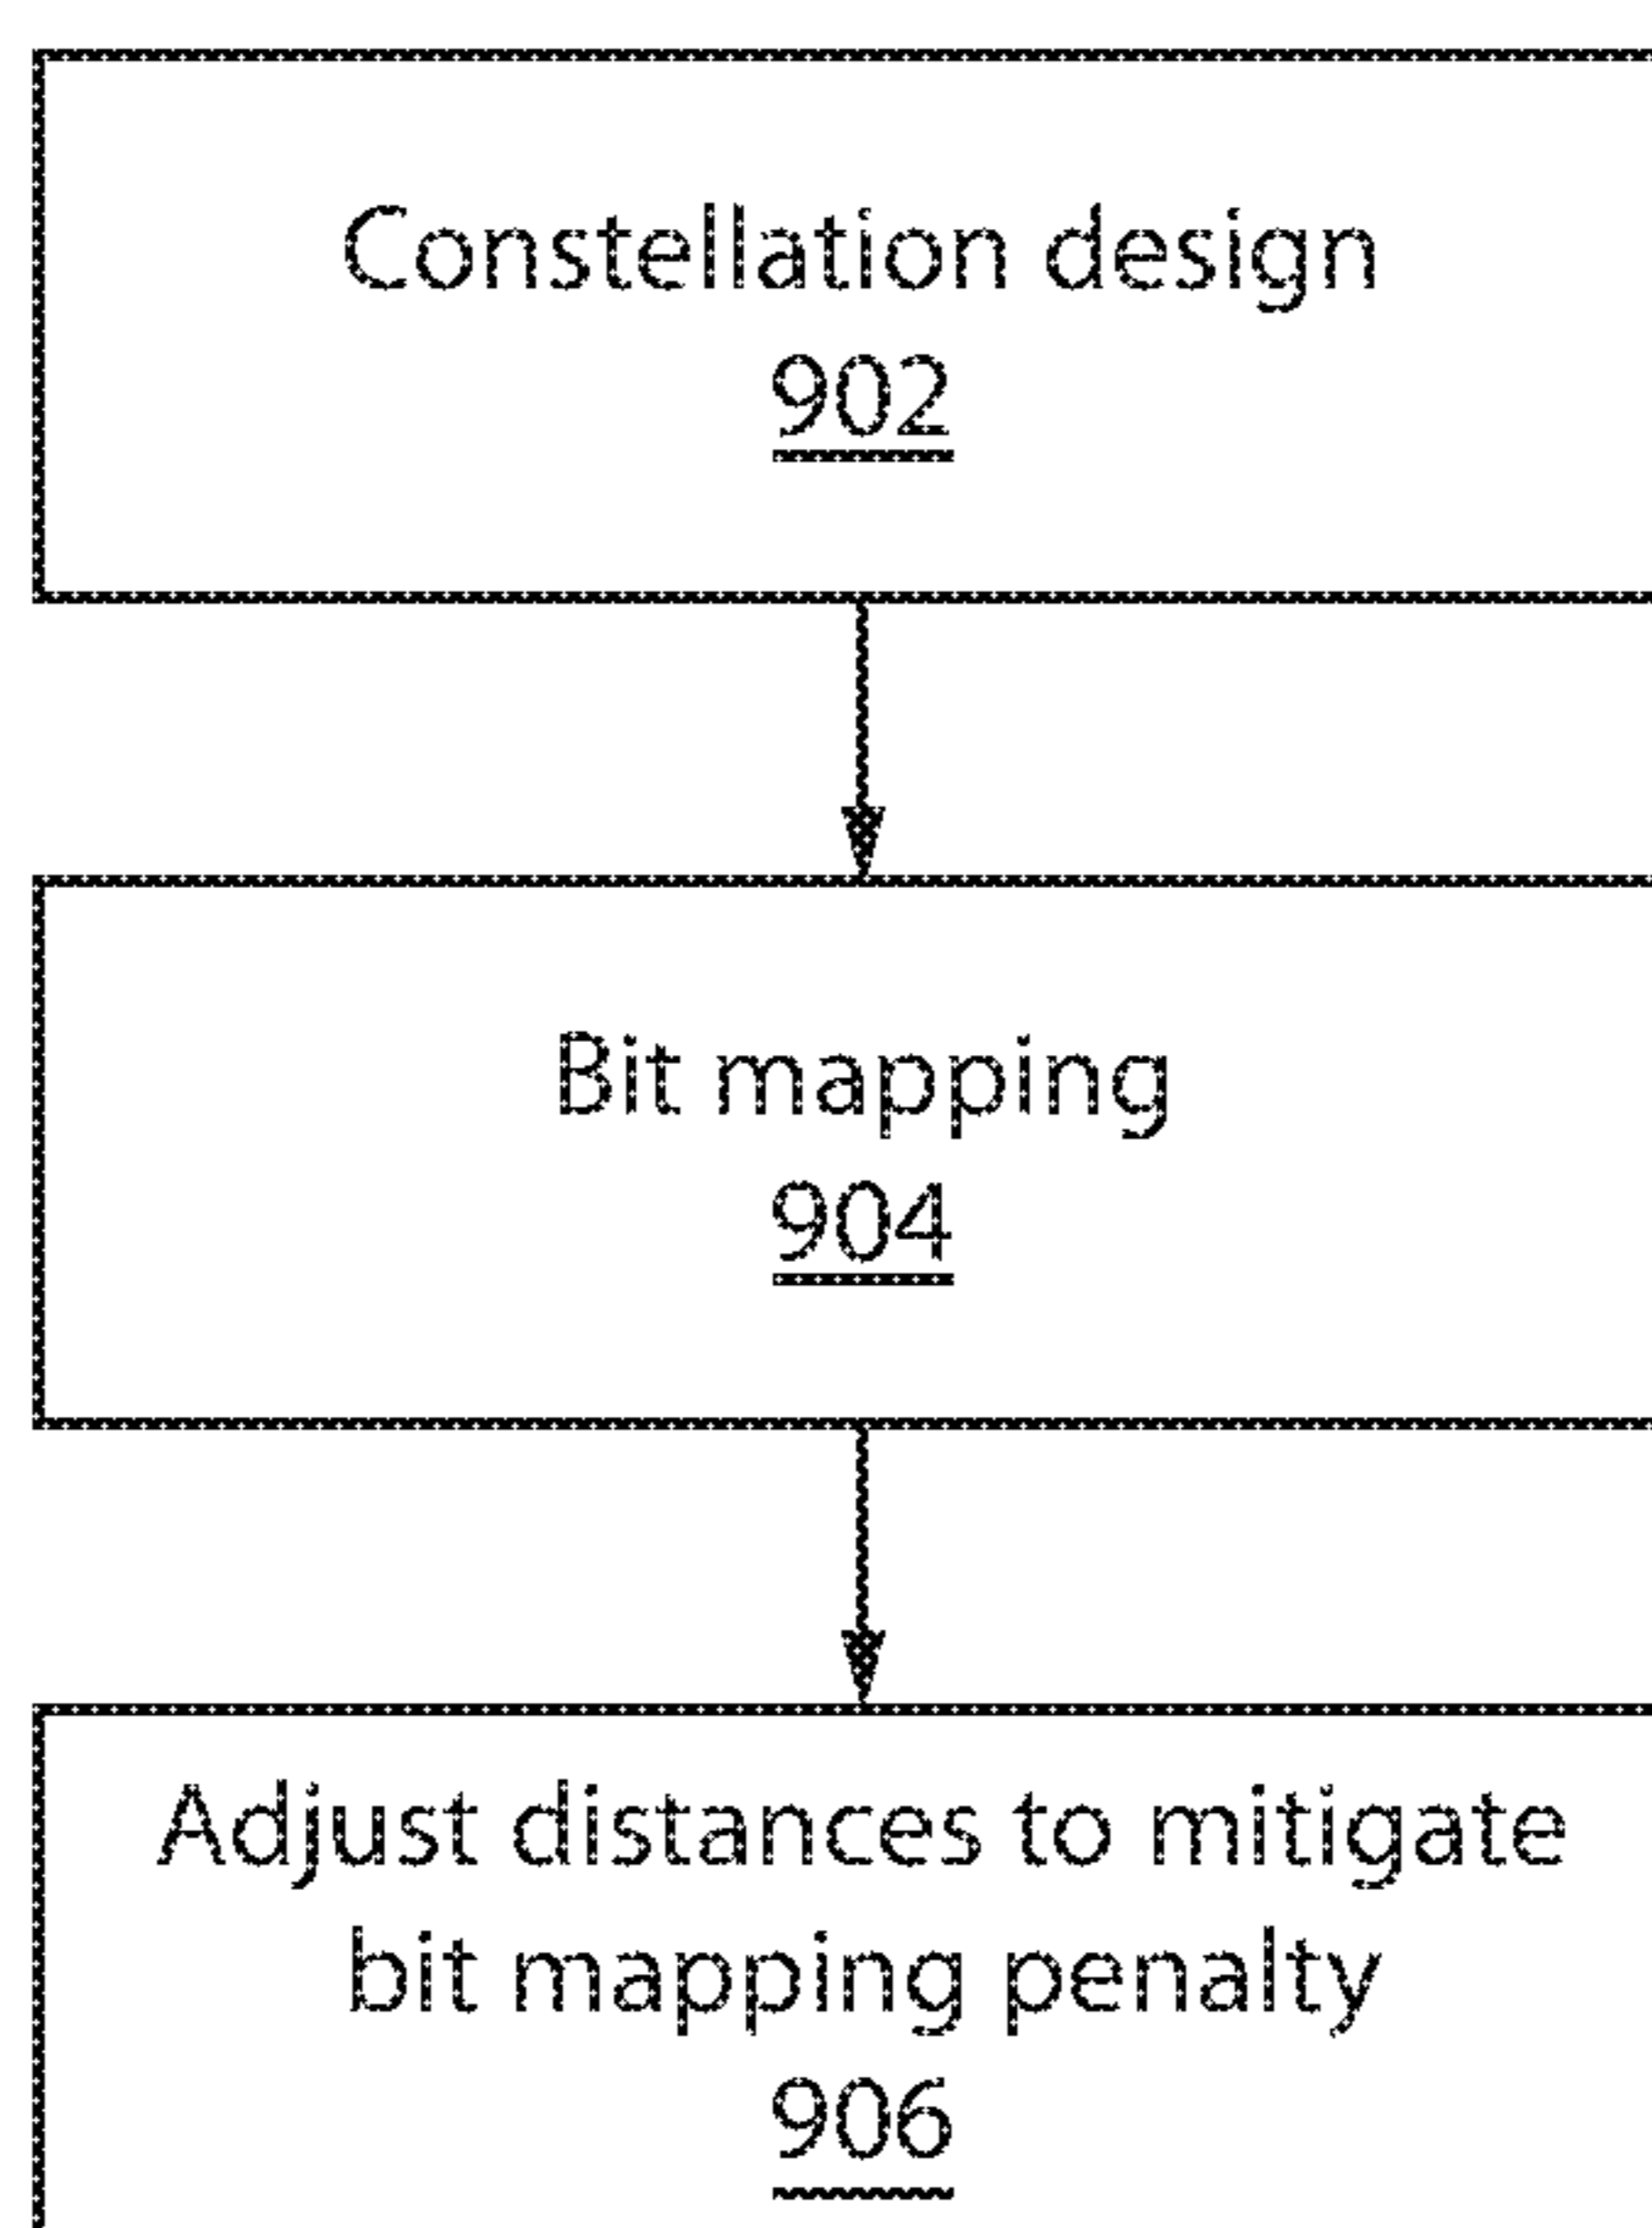 Constellation design
902
Bit mapping
904
Adjust distances to mitigate
bit mapping penalty
906